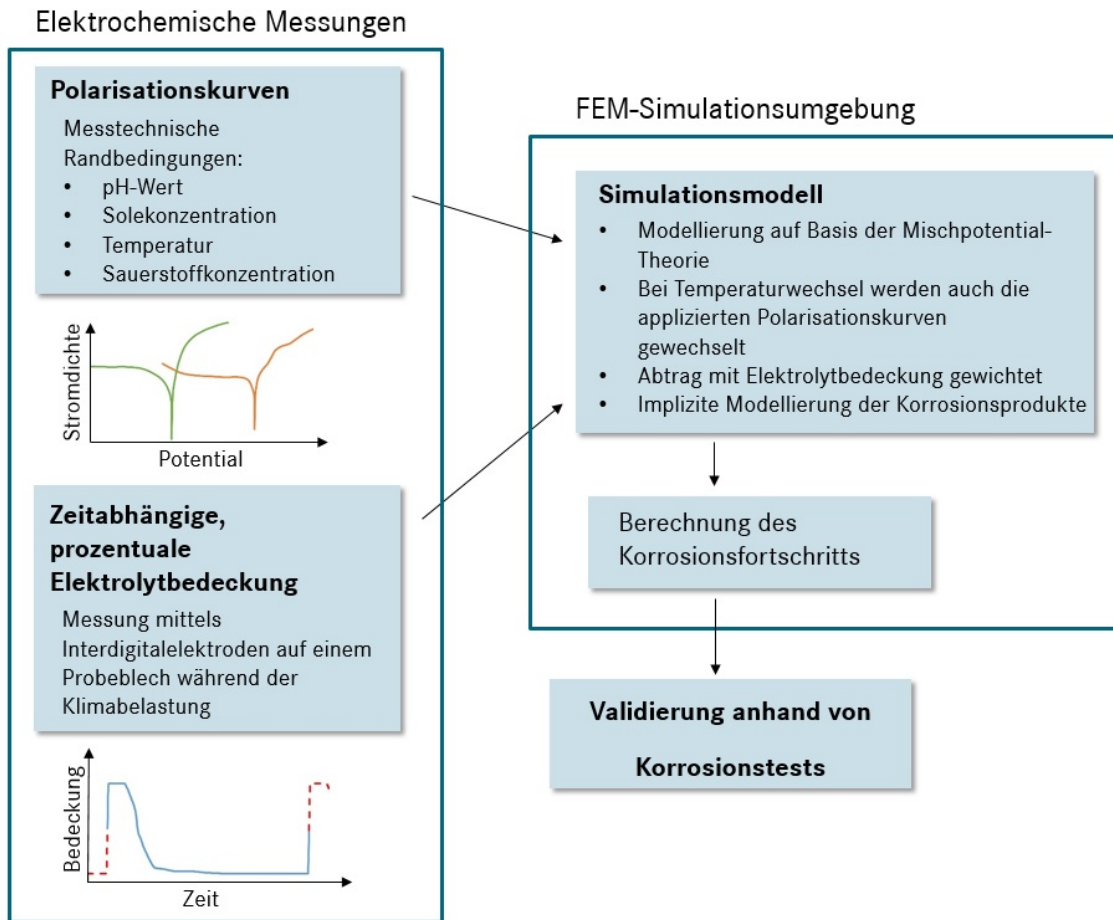 Elektrochemische Messungen
Polarisationskurven
Messtechnische
Randbedingungen:
• pH-Wert
• Solekonzentration
• Temperatur
• Sauerstoffkonzentration
Stromdichte
Potential
Zeitabhängige,
prozentuale
Elektrolytbedeckung
Messung mittels
Interdigitalelektroden auf einem
Probeblech während der
Klimabelastung
Bedeckung
Zeit
FEM-Simulationsumgebung
Simulationsmodell
• Modellierung auf Basis der Mischpotential-
Theorie
• Bei Temperaturwechsel werden auch die
applizierten Polarisationskurven
gewechselt
• Abtrag mit Elektrolytbedeckung gewichtet
• Implizite Modellierung der Korrosionsprodukte
Berechnung des
Korrosionsfortschritts
Validierung anhand von
Korrosionstests